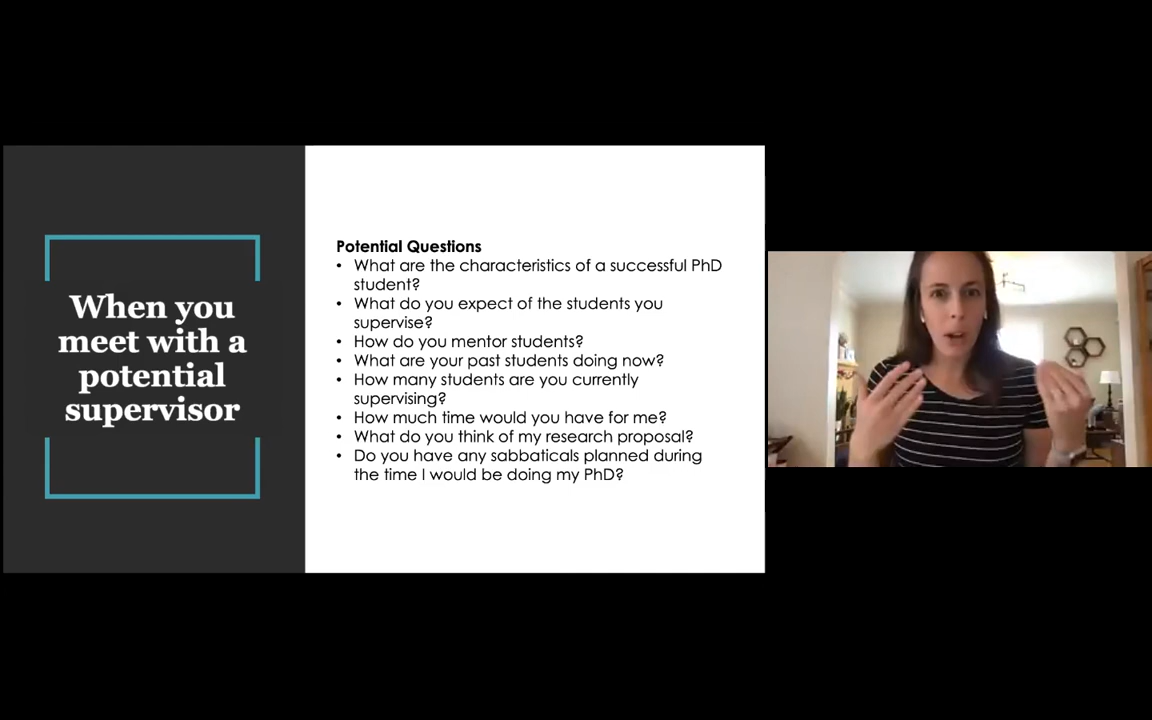 When you
meet with a
potential
supervisor
Potential Questions
• What are the characteristics of a successful PhD
student?
• What do you expect of the students you
supervise?
• How do you mentor students?
• What are your past students doing now?
• How many students are you currently
supervising?
• How much time would you have for me?
• What do you think of my research proposal?
• Do you have any sabbaticals planned during
the time I would be doing my PhD?